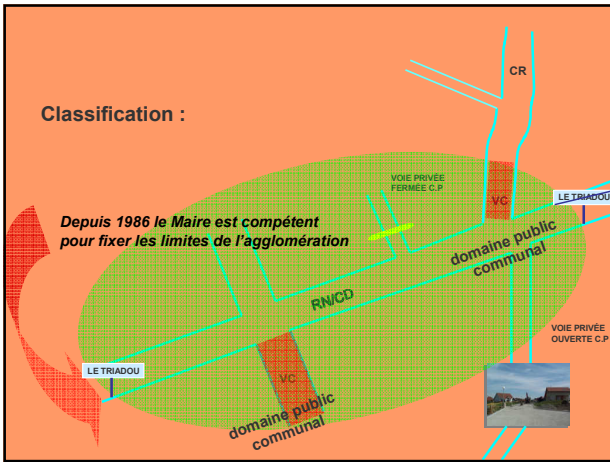 CR
Classification :
VOIE PRIVÉE
FERMÉE C.P
VC
LE TRIADOU
Depuis 1986 le Maire est compétent
pour fixer les limites de l'agglomération
domaine public
communal
RN/CD
VOIE PRIVÉE
OUVERTE C.P
LE TRIADOU
VC
domaine public
communal